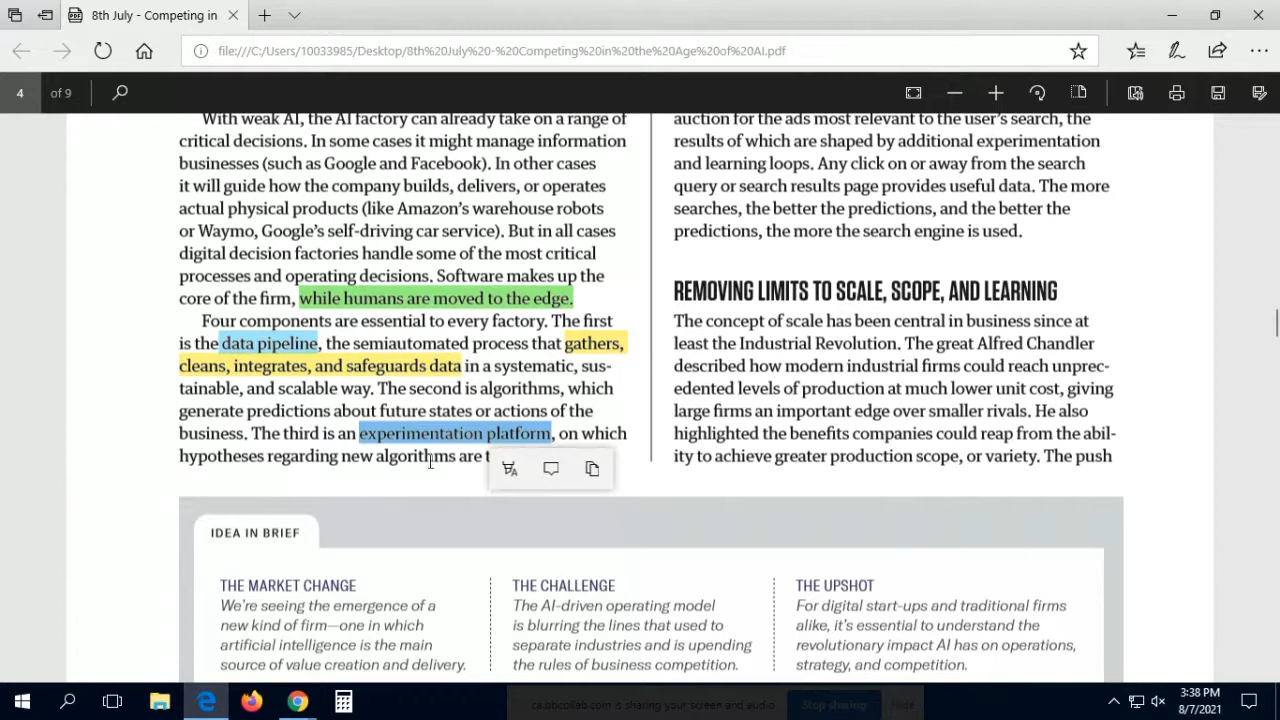 8th July - Competing in
file:///C:/Users/10033985/Desktop/8th%20July%20-%20Competing%20in%20the%20Age%20of%20AI.pdf
4 of 9
With weak AI, the AI factory can already take on a range of
critical decisions. In some cases it might manage information
businesses (such as Google and Facebook). In other cases
it will guide how the company builds, delivers, or operates
actual physical products (like Amazon's warehouse robots
or Waymo, Google's self-driving car service). But in all cases
digital decision factories handle some of the most critical
processes and operating decisions. Software makes up the
core of the firm, while humans are moved to the edge.
Four components are essential to every factory. The first
is the data pipeline, the semiautomated process that gathers,
cleans, integrates, and safeguards data in a systematic, sus-
tainable, and scalable way. The second is algorithms, which
generate predictions about future states or actions of the
business. The third is an experimentation platform, on which
hypotheses regarding new algorithms are
auction for the ads most relevant to the user's search, the
results of which are shaped by additional experimentation
and learning loops. Any click on or away from the search
query or search results page provides useful data. The more
searches, the better the predictions, and the better the
predictions, the more the search engine is used.
REMOVING LIMITS TO SCALE, SCOPE, AND LEARNING
The concept of scale has been central in business since at
least the Industrial Revolution. The great Alfred Chandler
described how modern industrial firms could reach unprec-
edented levels of production at much lower unit cost, giving
large firms an important edge over smaller rivals. He also
highlighted the benefits companies could reap from the abil-
ity to achieve greater production scope, or variety. The push
IDEA IN BRIEF
THE MARKET CHANGE
We're seeing the emergence of a
new kind of firm—one in which
artificial intelligence is the main
source of value creation and delivery.
THE CHALLENGE
The AI-driven operating model
is blurring the lines that used to
separate industries and is upending
the rules of business competition.
THE UPSHOT
For digital start-ups and traditional firms
alike, it's essential to understand the
revolutionary impact AI has on operations,
strategy, and competition.
ca.bbcollab.com is sharing your screen and audio
Stop sharing
Hide
3:38 PM
8/7/2021